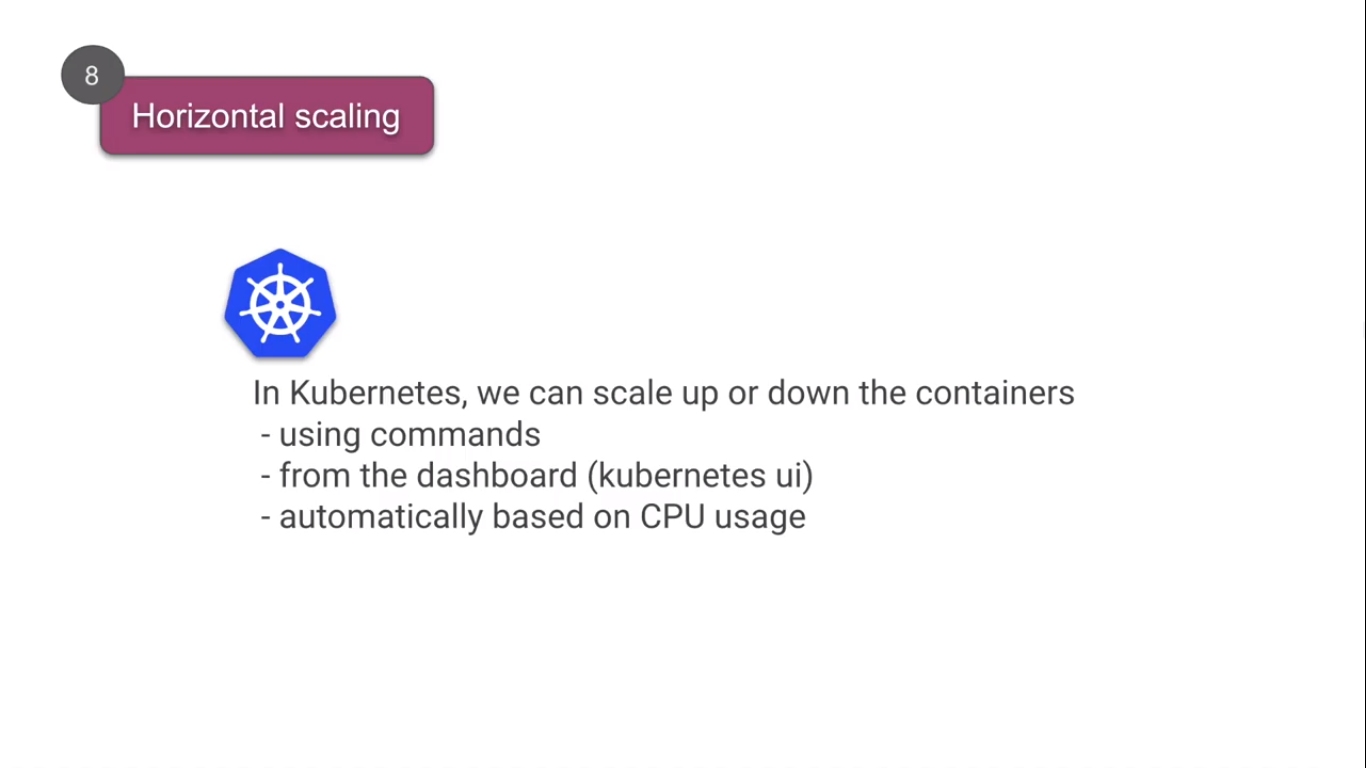 8
Horizontal scaling
In Kubernetes, we can scale up or down the containers
- using commands
- from the dashboard (kubernetes ui)
- automatically based on CPU usage